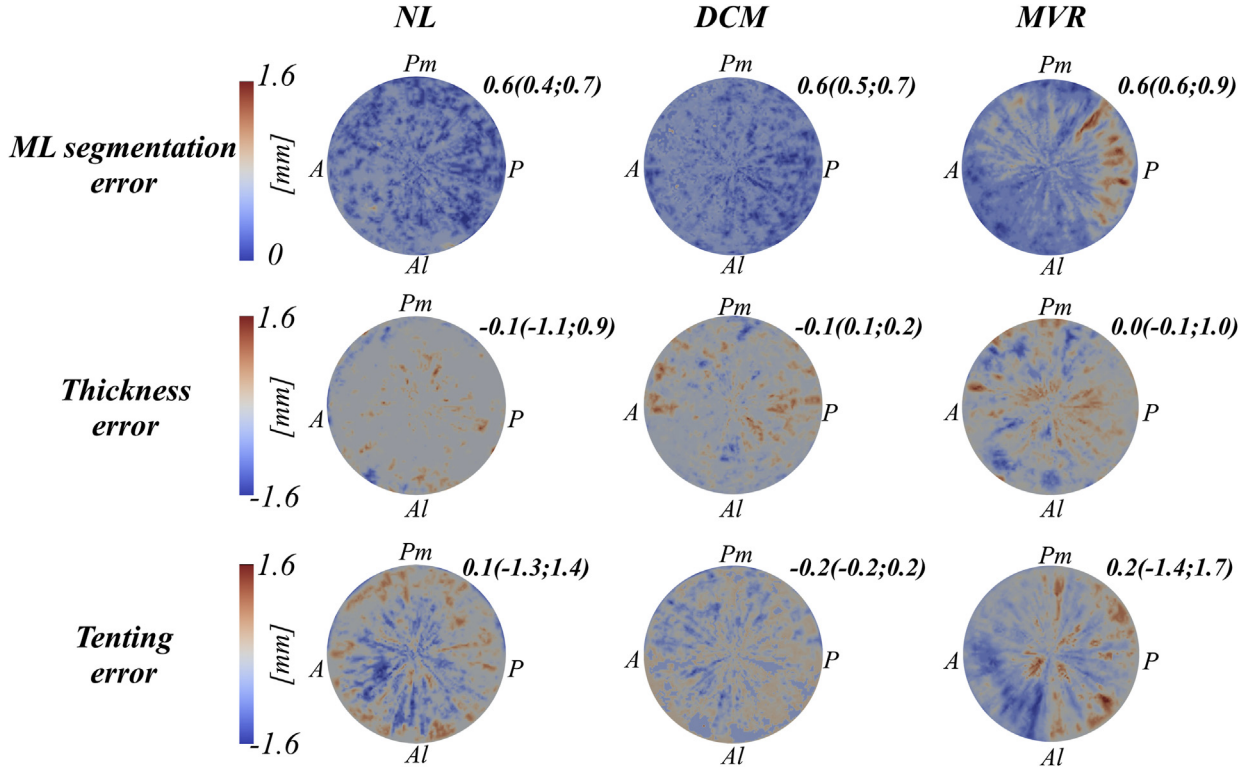 NL
DCM
MVR
ML segmentation
error
1.6
[mm]
0
Pm
0.6(0.4;0.7)
A
P
Al
Pm
0.6(0.5;0.7)
A
P
Al
Pm
0.6(0.6;0.9)
A
P
Al
Thickness
error
1.6
[mm]
-1.6
Pm
-0.1(-1.1;0.9)
A
P
Al
Pm
-0.1(0.1;0.2)
A
P
Al
Pm
0.0(-0.1;1.0)
A
P
Al
Tenting
error
1.6
[mm]
-1.6
Pm
0.1(-1.3;1.4)
A
P
Al
Pm
-0.2(-0.2;0.2)
A
P
Al
Pm
0.2(-1.4;1.7)
A
P
Al